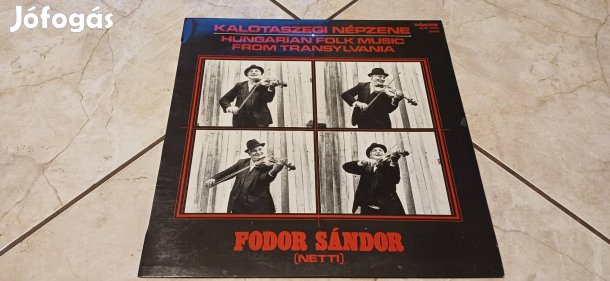 Jófogás
KALOTASZEGI NÉPZENE
HUNGARIAN FOLK MUSIC
FROM TRANSYLVANIA
FODOR SÁNDOR
(NETTI)